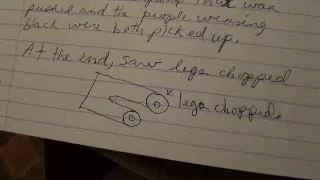 pushed and the people wearing
black were both picked up.
At the end, saw legs chopped
legs chopped.